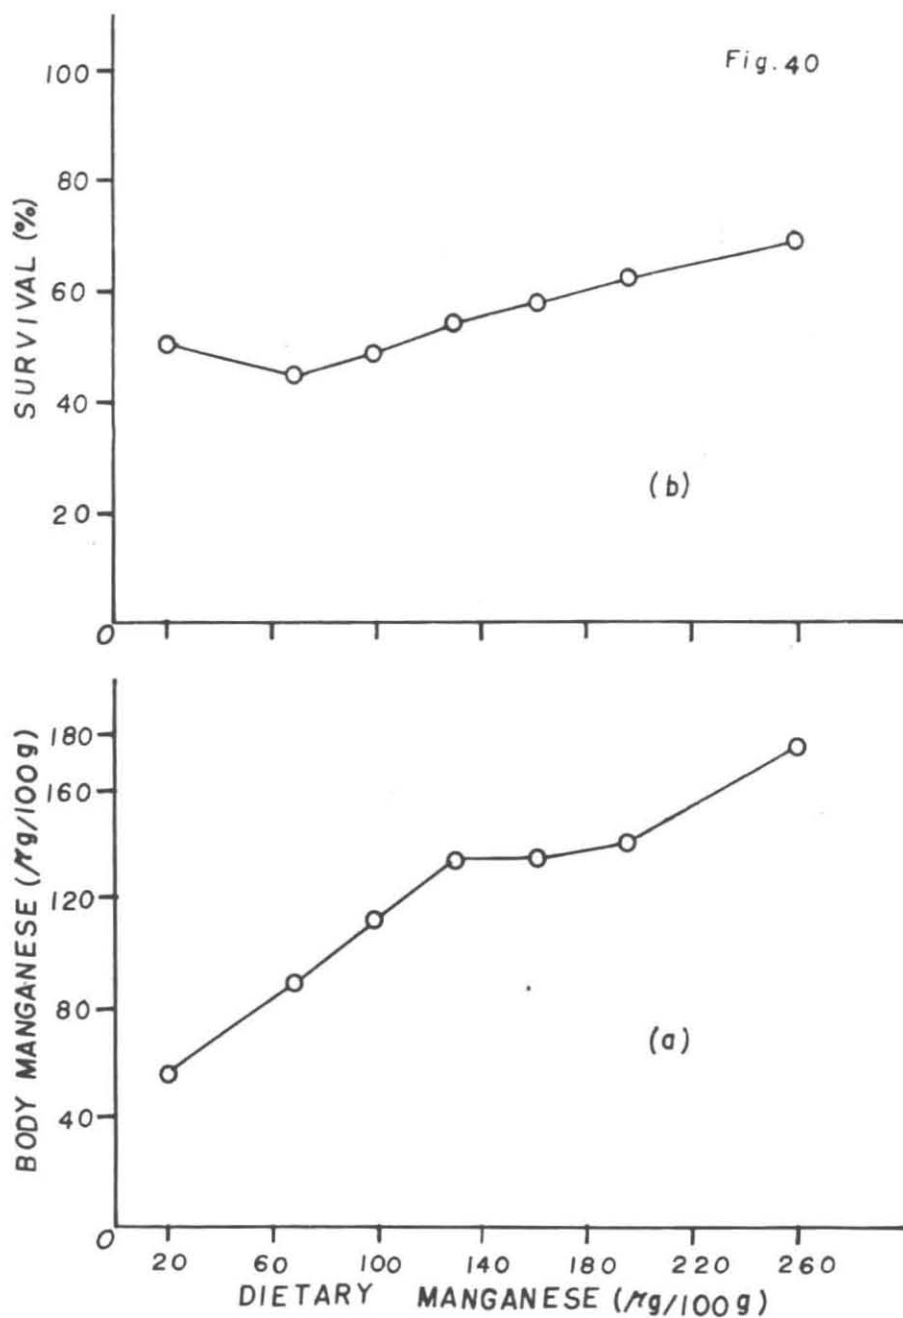 Fig.40
100
80
60
40
20
0
SURVIVAL (%)
(b)
180
160
120
80
40
0
BODY MANGANESE (µg/100g)
(a)
20 60 100 140 180 220 260
DIETARY MANGANESE (µg/100g)